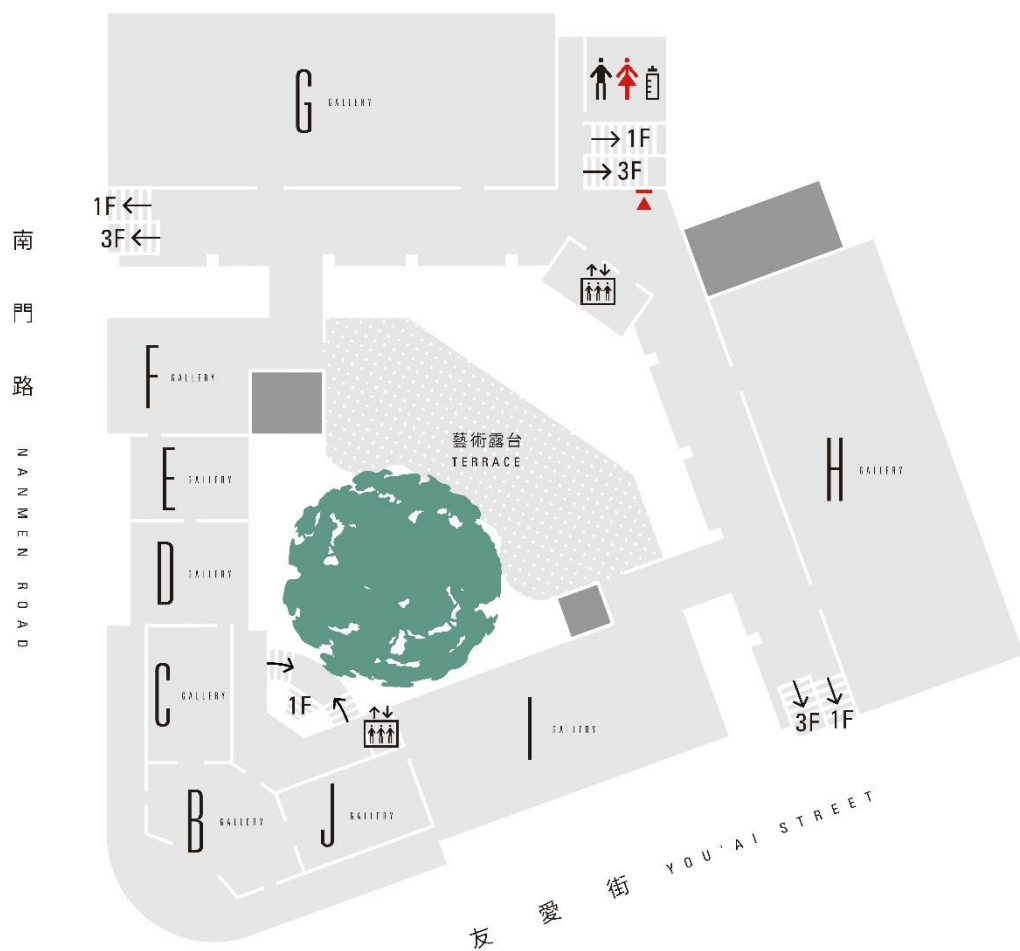 G GALLERY
1F
3F
1F
3F
南門路 NANMEN ROAD
F GALLERY
藝術露台
TERRACE
E GALLERY
H GALLERY
D GALLERY
C GALLERY
1F
I GALLERY
3F 1F
B GALLERY
J GALLERY
友愛街 YOU'AI STREET